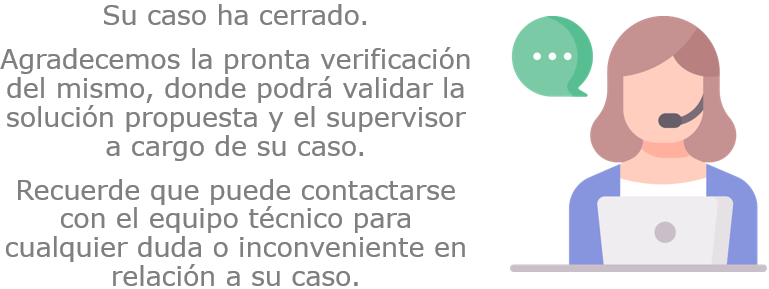 Su caso ha cerrado.
Agradecemos la pronta verificación
del mismo, donde podrá validar la
solución propuesta y el supervisor
a cargo de su caso.
Recuerde que puede contactarse
con el equipo técnico para
cualquier duda o inconveniente en
relación a su caso.